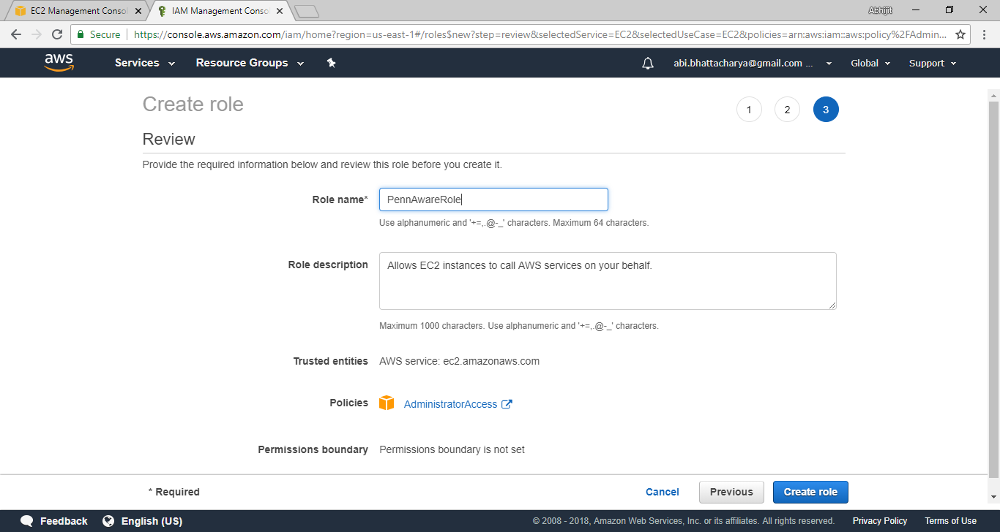 EC2 Management Consol
IAM Management Consol
Abhijit
Secure
https://console.aws.amazon.com/iam/home?region=us-east-1#/roles$new?step=review&selectedService=EC2&selectedUseCase=EC2&policies=arn:aws:iam::aws:policy%2FAdmin...
aws Services Resource Groups abi.bhattacharya@gmail.com ... Global Support
Create role
1 2 3
Review
Provide the required information below and review this role before you create it.
Role name* PennAwareRole
Use alphanumeric and '+=,.@-_' characters. Maximum 64 characters.
Role description Allows EC2 instances to call AWS services on your behalf.
Maximum 1000 characters. Use alphanumeric and '+=,.@-_' characters.
Trusted entities AWS service: ec2.amazonaws.com
Policies AdministratorAccess
Permissions boundary Permissions boundary is not set
* Required Cancel Previous Create role
Feedback English (US) © 2008 - 2018, Amazon Web Services, Inc. or its affiliates. All rights reserved. Privacy Policy Terms of Use